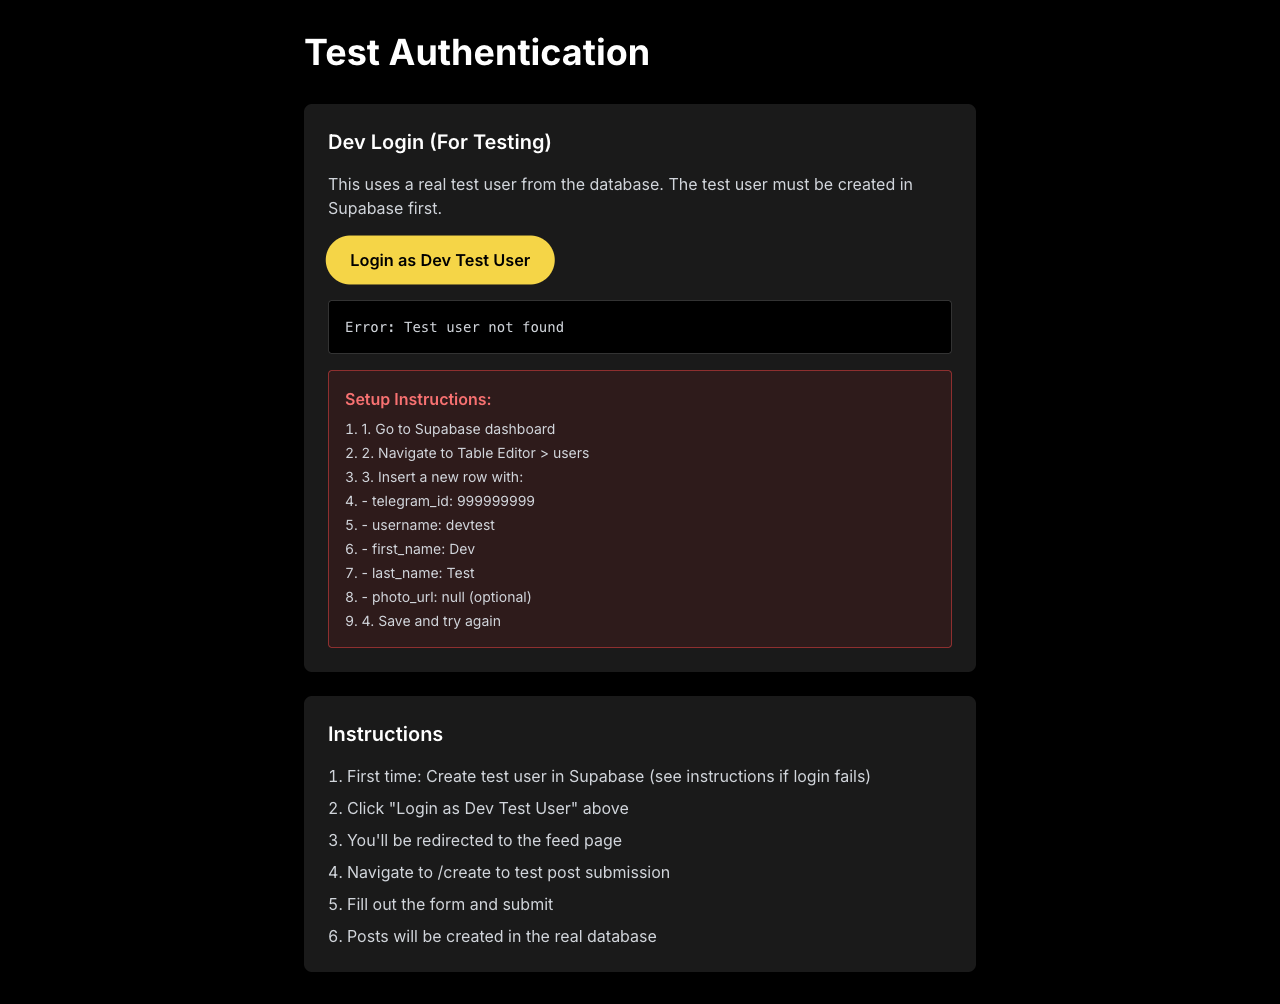 Test Authentication
Dev Login (For Testing)
This uses a real test user from the database. The test user must be created in
Supabase first.
Login as Dev Test User
Error: Test user not found
Setup Instructions:
1. 1. Go to Supabase dashboard
2. 2. Navigate to Table Editor > users
3. 3. Insert a new row with:
4. - telegram_id: 999999999
5. - username: devtest
6. - first_name: Dev
7. - last_name: Test
8. - photo_url: null (optional)
9. 4. Save and try again
Instructions
1. First time: Create test user in Supabase (see instructions if login fails)
2. Click "Login as Dev Test User" above
3. You'll be redirected to the feed page
4. Navigate to /create to test post submission
5. Fill out the form and submit
6. Posts will be created in the real database